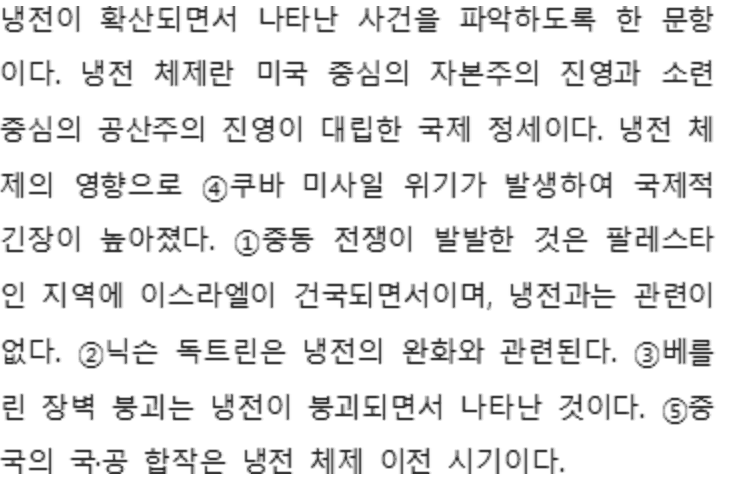 냉전이 확산되면서 나타난 사건을 파악하도록 한 문항
이다. 냉전 체제란 미국 중심의 자본주의 진영과 소련
중심의 공산주의 진영이 대립한 국제 정세이다. 냉전 체
제의 영향으로 ④쿠바 미사일 위기가 발생하여 국제적
긴장이 높아졌다. ①중동 전쟁이 발발한 것은 팔레스타
인 지역에 이스라엘이 건국되면서이며, 냉전과는 관련이
없다. ②닉슨 독트린은 냉전의 완화와 관련된다. ③베를
린 장벽 붕괴는 냉전이 붕괴되면서 나타난 것이다. ⑤중
국의 국·공 합작은 냉전 체제 이전 시기이다.